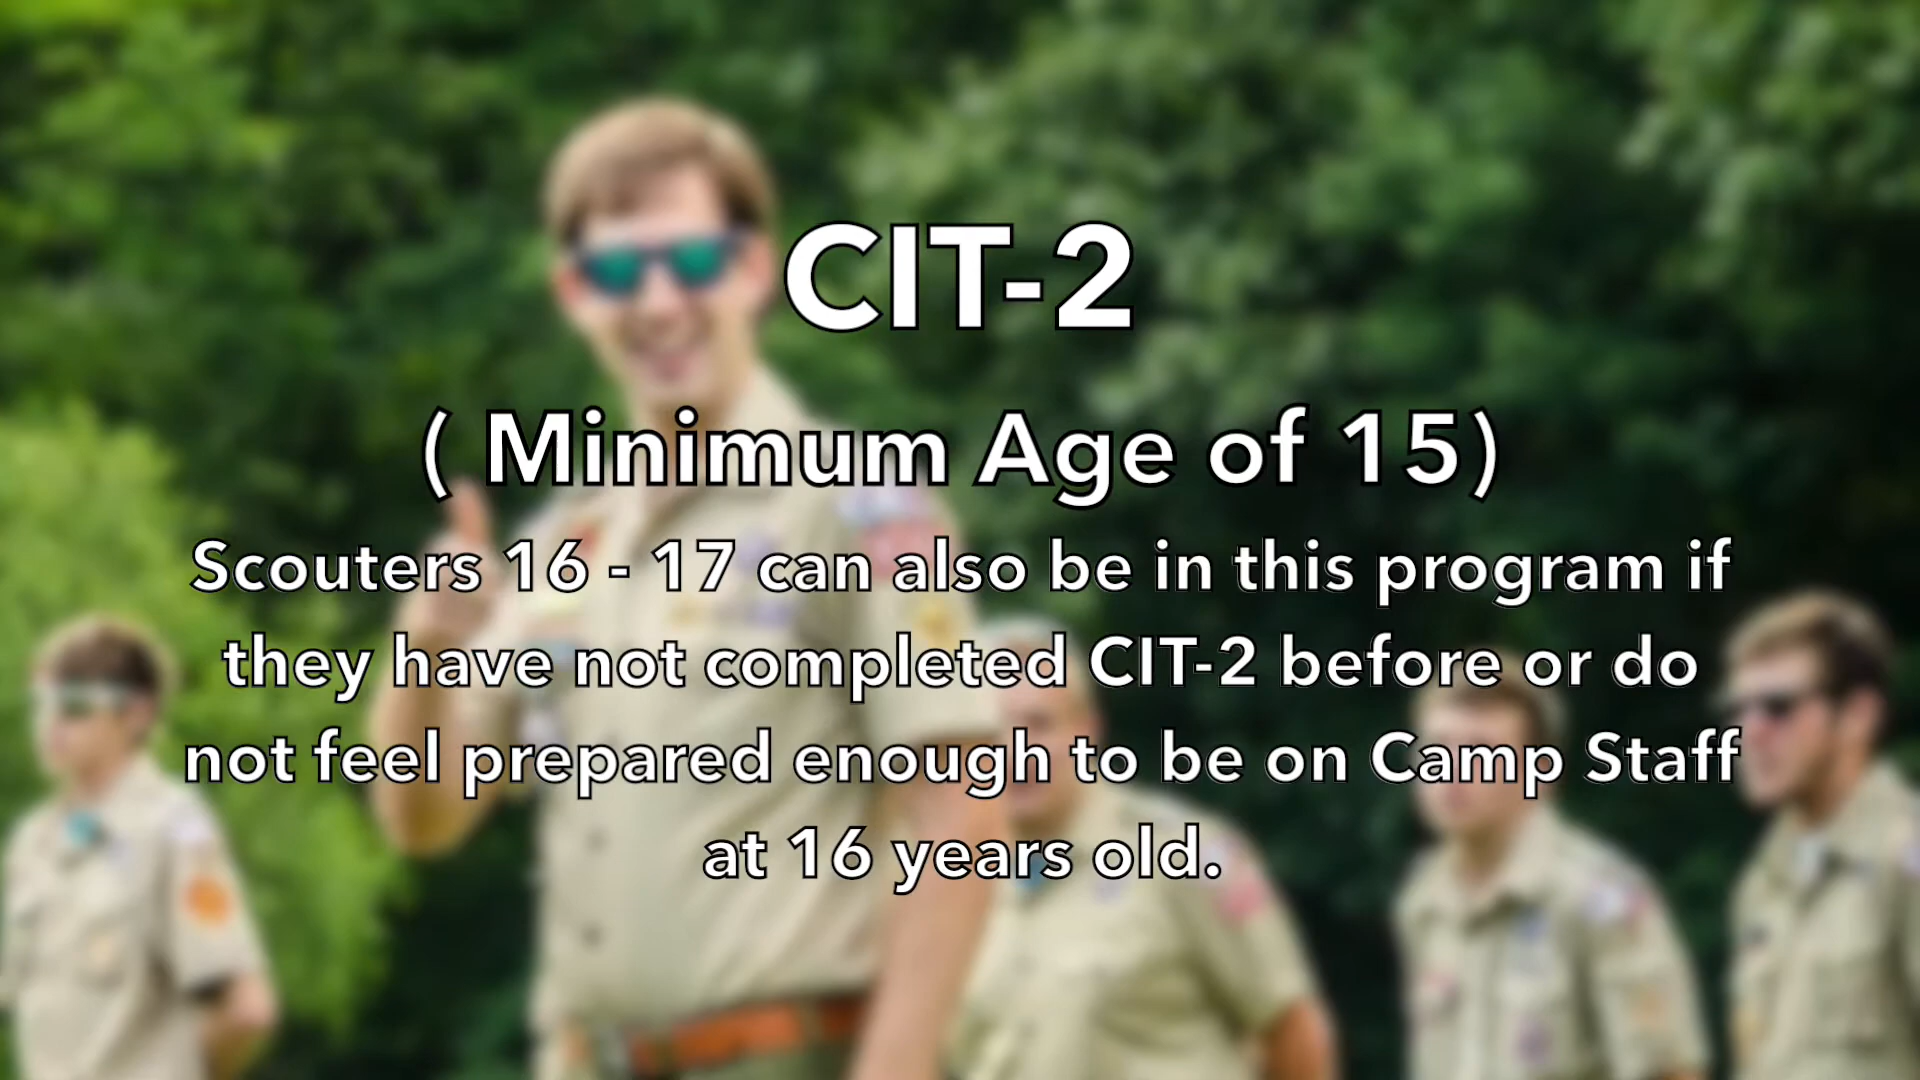 CIT-2
( Minimum Age of 15)
Scouters 16 - 17 can also be in this program if
they have not completed CIT-2 before or do
not feel prepared enough to be on Camp Staff
at 16 years old.